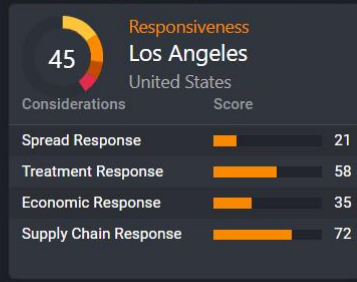 Responsiveness
45
Los Angeles
United States
Considerations Score
Spread Response 21
Treatment Response 58
Economic Response 35
Supply Chain Response 72